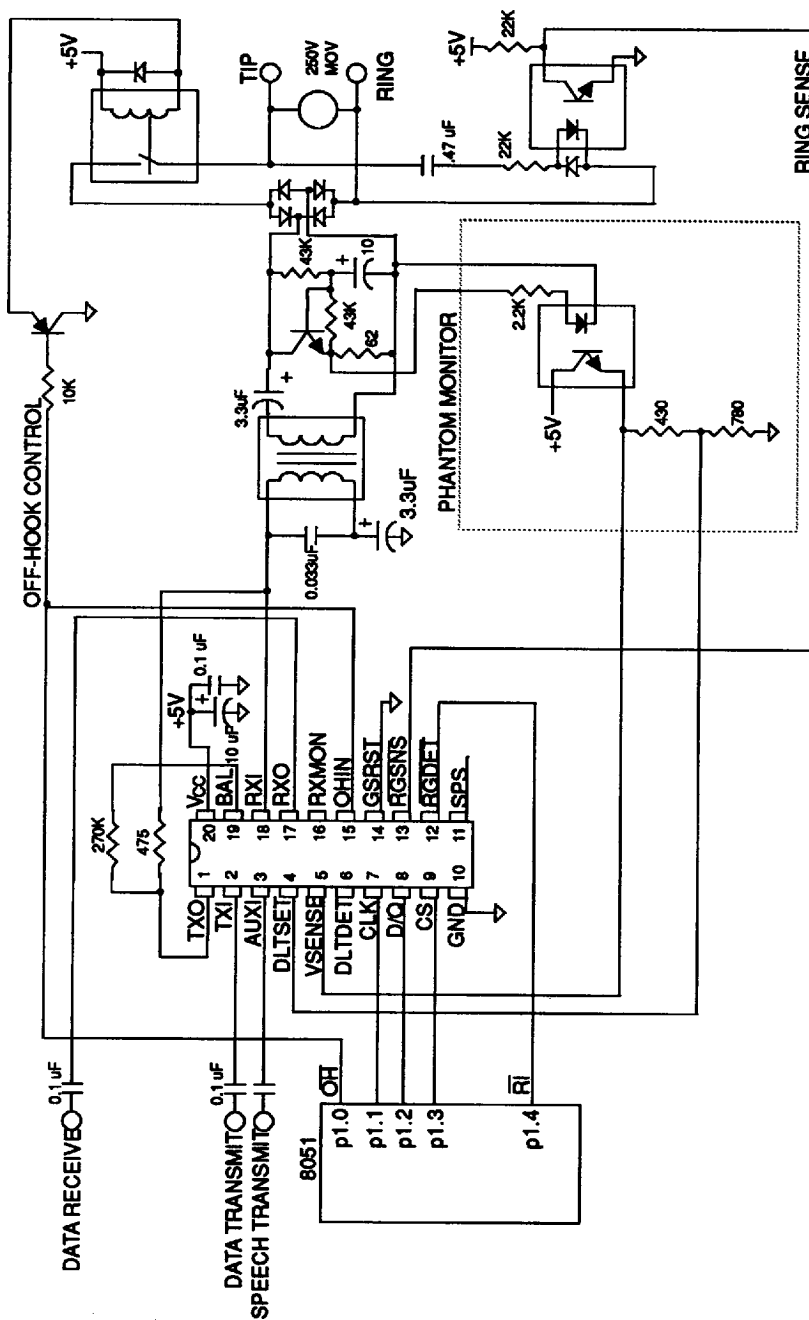 DATA RECEIVE
0.1 uF
DATA TRANSMIT
0.1 uF
SPEECH TRANSMIT
8051
p1.0
p1.1
p1.2
p1.3
p1.4
OH
RI
270K
475
TXO
TXI
AUXI
DLTSET
VSENSE
DLTDET
CLK
D/Q
CS
GND
1
2
3
4
5
6
7
8
9
10
20
19
18
17
16
15
14
13
12
11
Vcc
BAL
RXI
RXO
RXMON
OHIN
GSRST
RGSNS
RGDET
SPS
+5V
+
10 uF
0.1 uF
OFF-HOOK CONTROL
10K
0.033uF
+
3.3uF
3.3uF
+
43K
+
10
43K
62
+5V
TIP
250V
MOV
RING
.47 uF
22K
+5V
22K
RING SENSE
PHANTOM MONITOR
2.2K
+5V
430
780